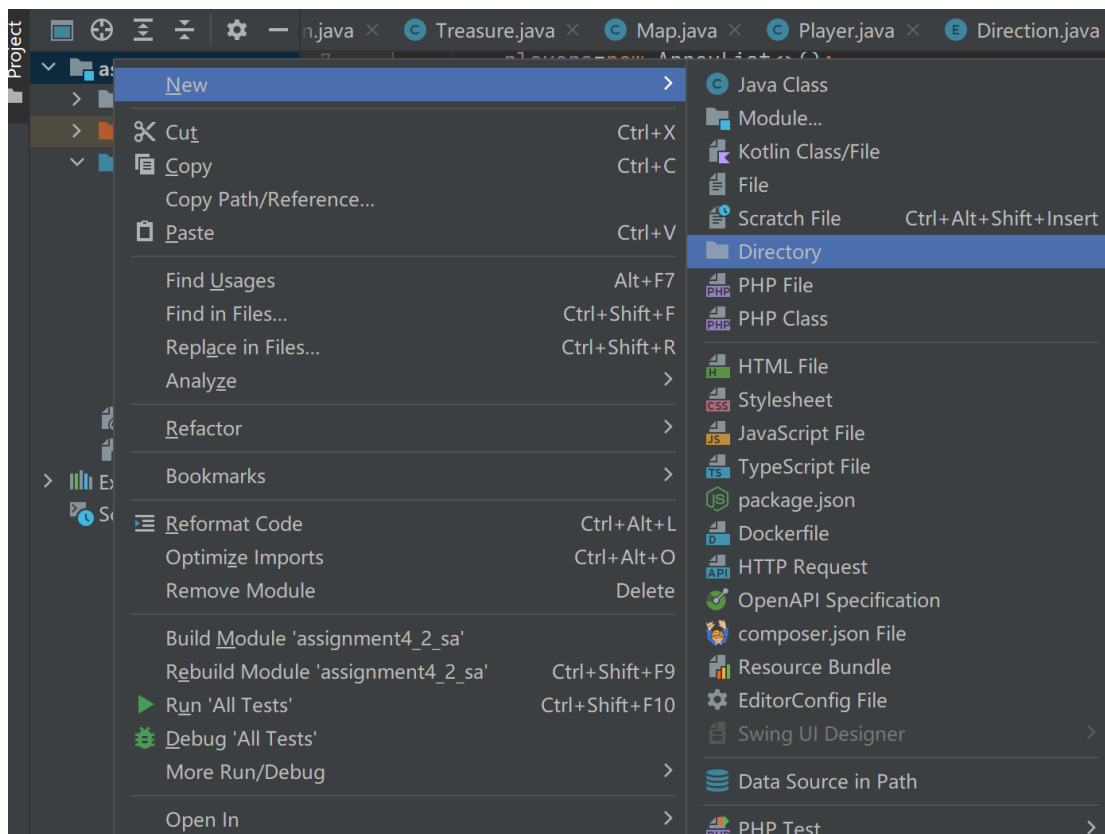 Project
n.java
Treasure.java
Map.java
Player.java
Direction.java
as
players=new ArrayList<>();
New
Cut Ctrl+X
Copy Ctrl+C
Copy Path/Reference...
Paste Ctrl+V
Find Usages Alt+F7
Find in Files... Ctrl+Shift+F
Replace in Files... Ctrl+Shift+R
Analyze
Refactor
Bookmarks
Reformat Code Ctrl+Alt+L
Optimize Imports Ctrl+Alt+O
Remove Module Delete
Build Module 'assignment4_2_sa'
Rebuild Module 'assignment4_2_sa' Ctrl+Shift+F9
Run 'All Tests' Ctrl+Shift+F10
Debug 'All Tests'
More Run/Debug
Open In
Java Class
Module...
Kotlin Class/File
File
Scratch File Ctrl+Alt+Shift+Insert
Directory
PHP File
PHP Class
HTML File
Stylesheet
JavaScript File
TypeScript File
package.json
Dockerfile
HTTP Request
OpenAPI Specification
composer.json File
Resource Bundle
EditorConfig File
Swing UI Designer
Data Source in Path
PHP Test